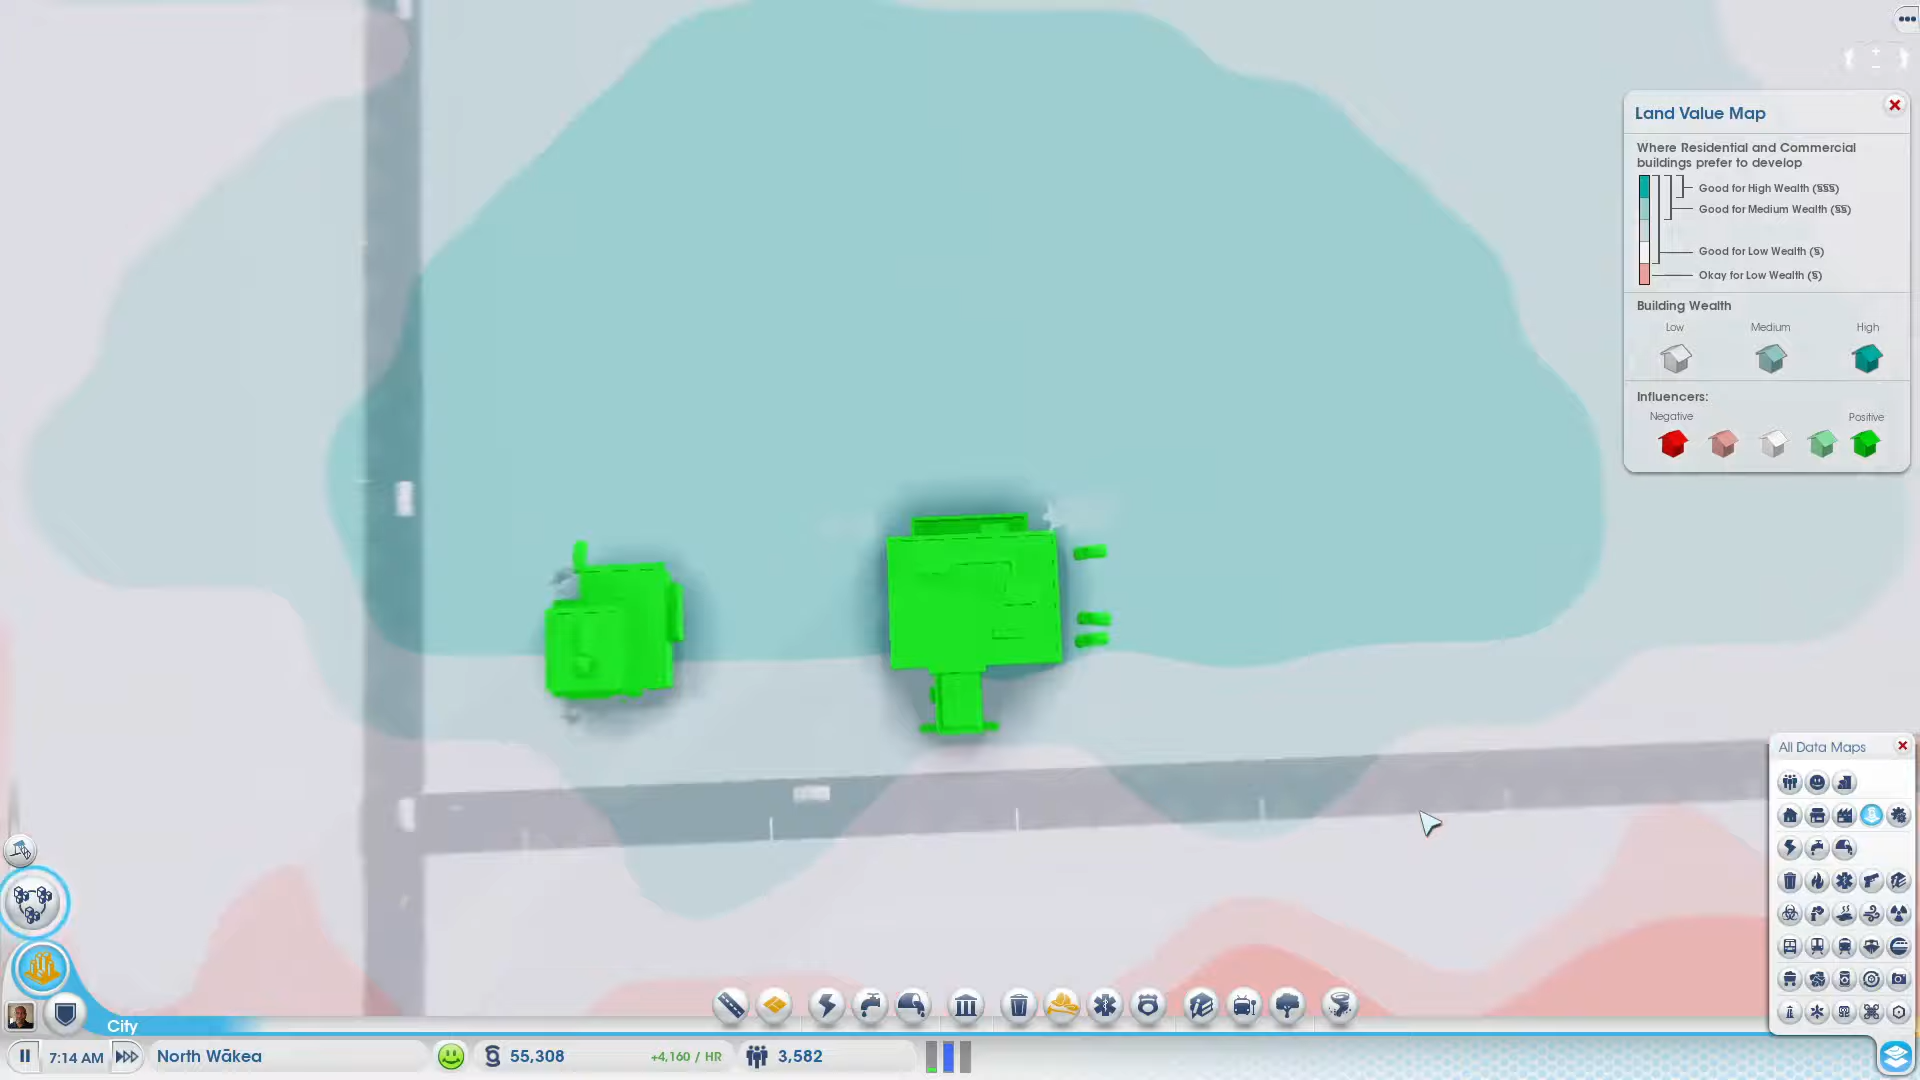 Land Value Map
Where Residential and Commercial
buildings prefer to develop
Good for High Wealth (§§§)
Good for Medium Wealth (§§)
Good for Low Wealth (§)
Okay for Low Wealth (§)
Building Wealth
Low Medium High
Influencers:
Negative Positive
All Data Maps
City
7:14 AM North Wākea 55,308 +4,160 / HR 3,582